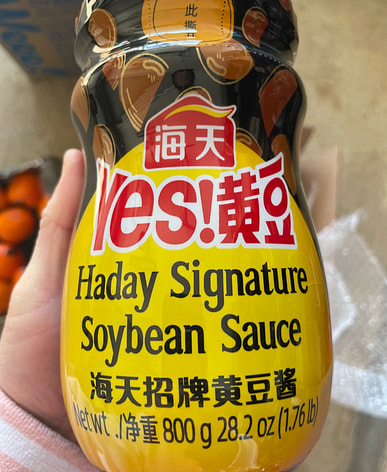 海天
Yes!黄豆
Haday Signature
Soybean Sauce
海天招牌黄豆酱
Net wt ./净重 800 g 28.2 oz (1.76 lb)